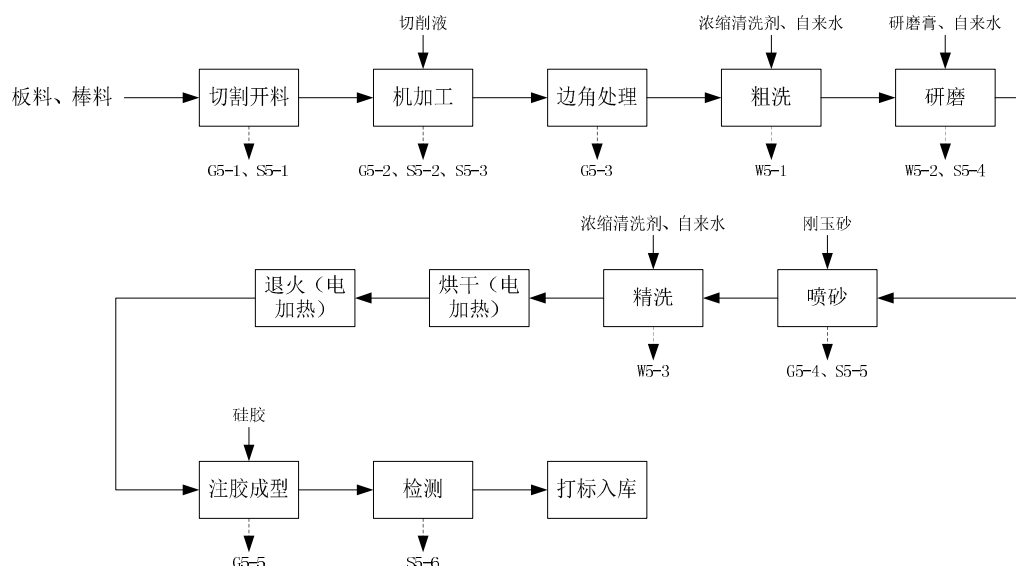 切削液
浓缩清洗剂、自来水
研磨膏、自来水
板料、棒料
切割开料
机加工
边角处理
粗洗
研磨
G5-1、S5-1
G5-2、S5-2、S5-3
G5-3
W5-1
W5-2、S5-4
浓缩清洗剂、自来水
刚玉砂
退火（电
加热）
烘干（电
加热）
精洗
喷砂
W5-3
G5-4、S5-5
硅胶
注胶成型
检测
打标入库
G5-5
S5-6